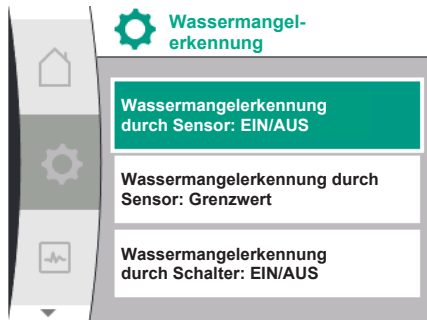 Wassermangel-
erkennung
Wassermangelerkennung
durch Sensor: EIN/AUS
Wassermangelerkennung durch
Sensor: Grenzwert
Wassermangelerkennung
durch Schalter: EIN/AUS